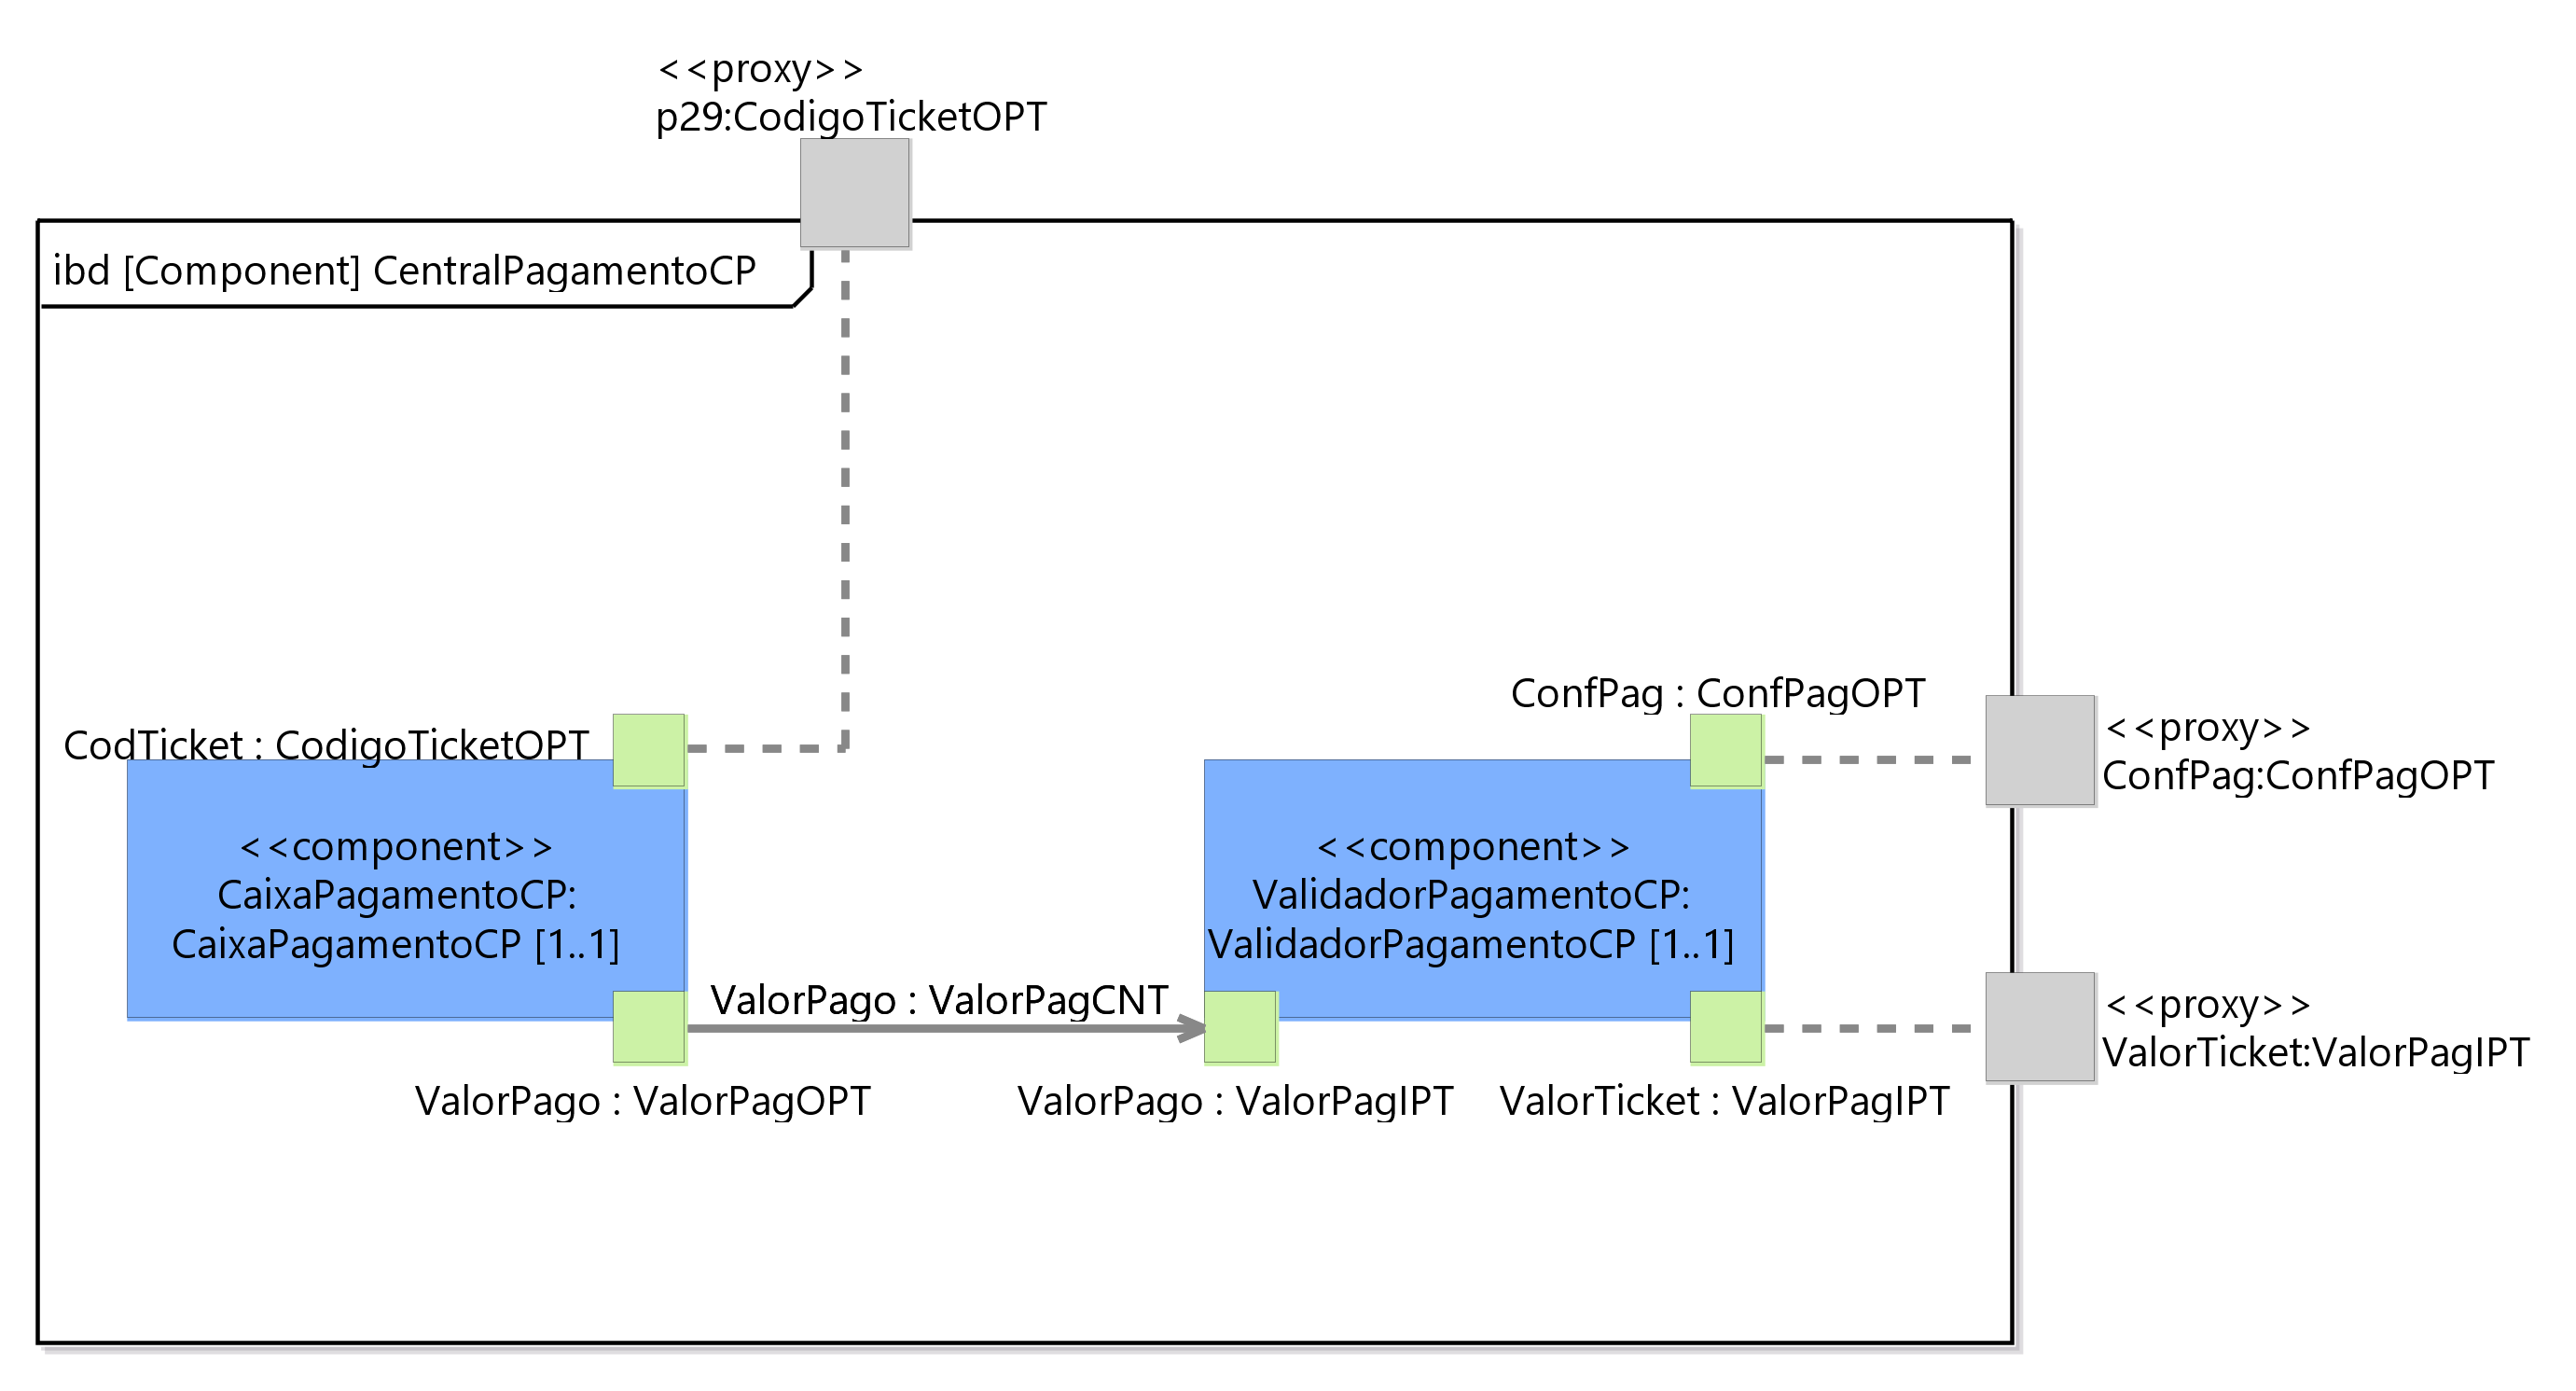 <<proxy>>
p29:CodigoTicketOPT
ibd [Component] CentralPagamentoCP
ConfPag : ConfPagOPT
<<proxy>>
ConfPag:ConfPagOPT
CodTicket : CodigoTicketOPT
<<component>>
CaixaPagamentoCP:
CaixaPagamentoCP [1..1]
<<component>>
ValidadorPagamentoCP:
ValidadorPagamentoCP [1..1]
ValorPago : ValorPagCNT
<<proxy>>
ValorTicket:ValorPagIPT
ValorPago : ValorPagOPT
ValorPago : ValorPagIPT
ValorTicket : ValorPagIPT